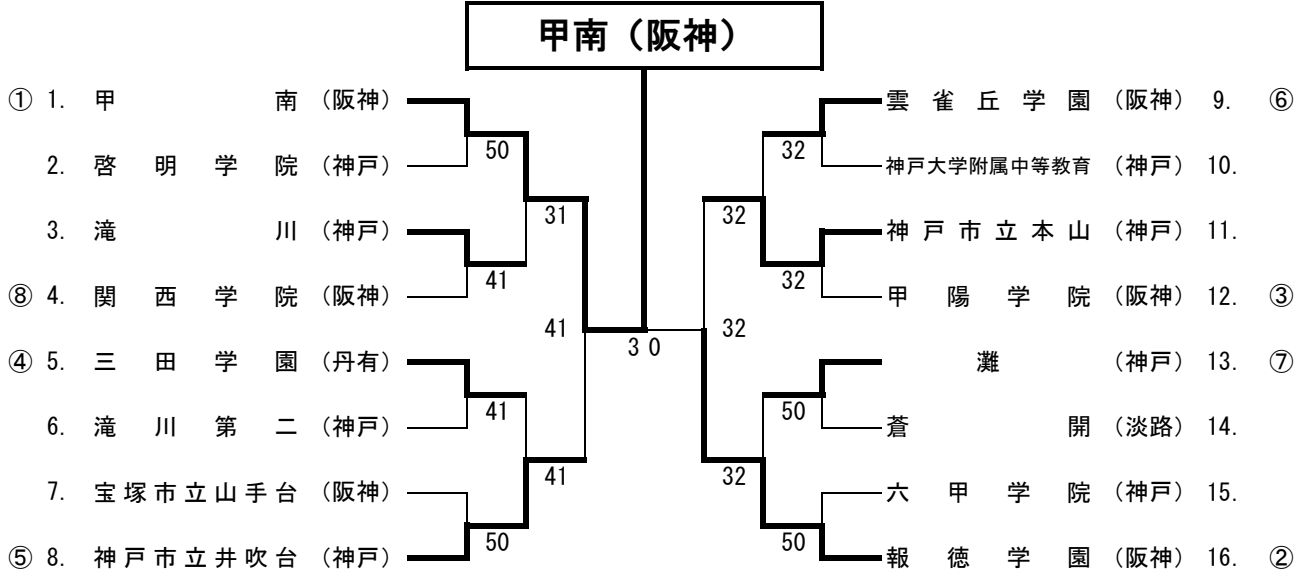 甲南（阪神）
① 1. 甲南（阪神） 雲雀丘学園（阪神） 9. ⑥
50 32
2. 啓明学院（神戸） 神戸大学附属中等教育（神戸） 10.
31 32
3. 滝川（神戸） 神戸市立本山（神戸） 11.
41 32
⑧ 4. 関西学院（阪神） 甲陽学院（阪神） 12. ③
41 30 32
④ 5. 三田学園（丹有） 灘（神戸） 13. ⑦
41 50
6. 滝川第二（神戸） 蒼開（淡路） 14.
41 32
7. 宝塚市立山手台（阪神） 六甲学院（神戸） 15.
50 50
⑤ 8. 神戸市立井吹台（神戸） 報徳学園（阪神） 16. ②